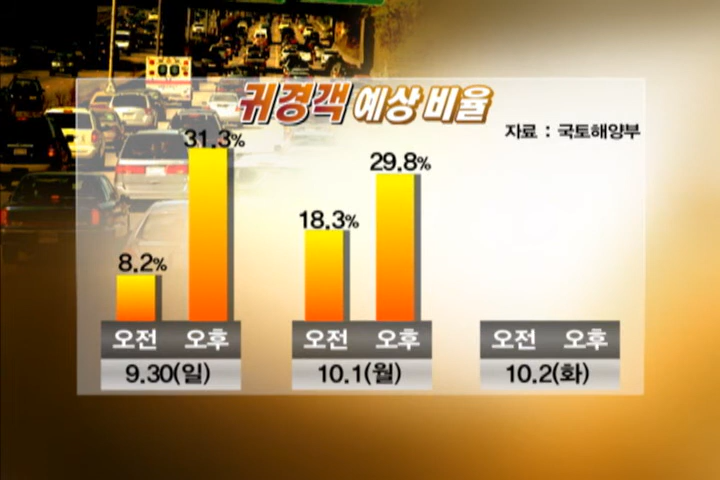 귀경객 예상 비율
자료 : 국토해양부
8.2%
31.3%
18.3%
29.8%
오전 오후
오전 오후
오전 오후
9.30(일)
10.1(월)
10.2(화)